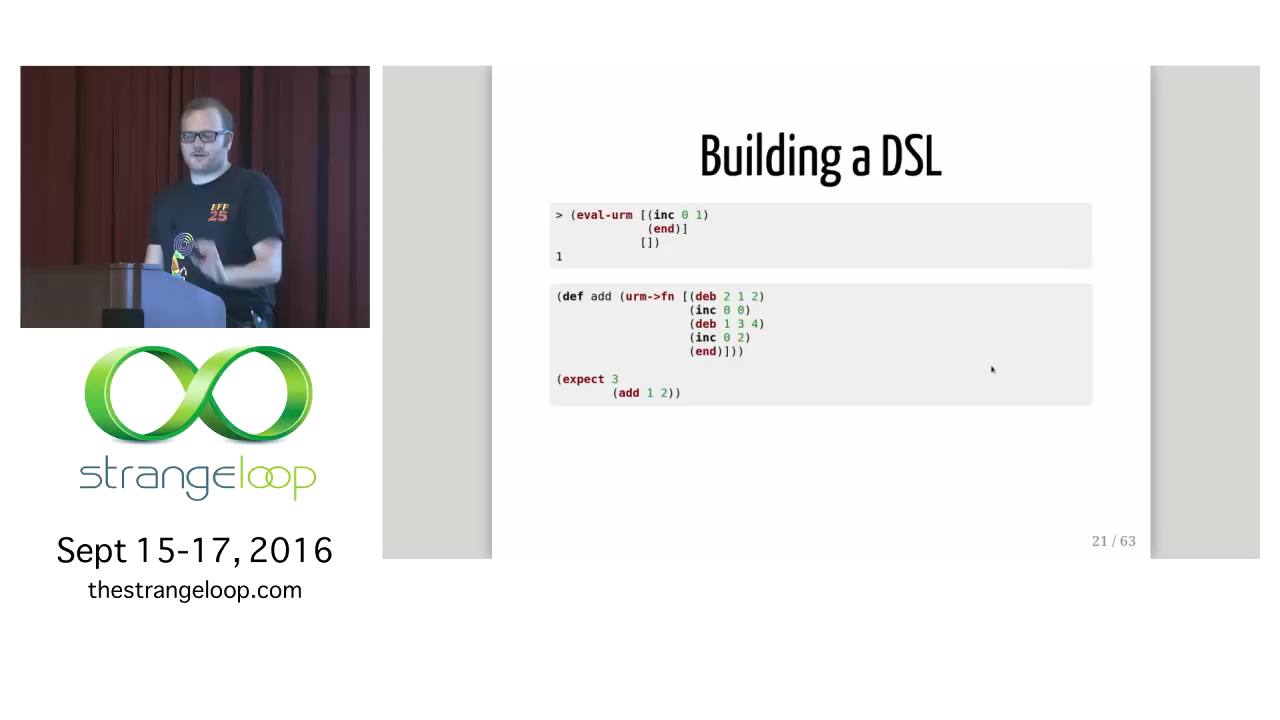 EFF
25
strangeloop
Sept 15-17, 2016
thestrangeloop.com
Building a DSL
> (eval-urm [(inc 0 1)
(end)]
[])
1
(def add (urm->fn [(deb 2 1 2)
(inc 0 0)
(deb 1 3 4)
(inc 0 2)
(end)]))
(expect 3
(add 1 2))
21 / 63